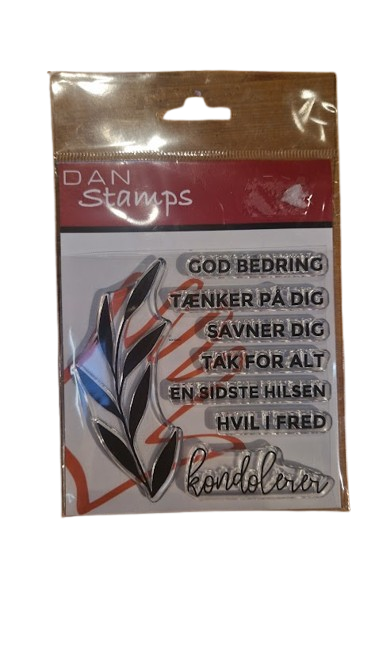 DAN
Stamps
GOD BEDRING
TÆNKER PÅ DIG
SAVNER DIG
TAK FOR ALT
EN SIDSTE HILSEN
HVIL I FRED
kondolerer